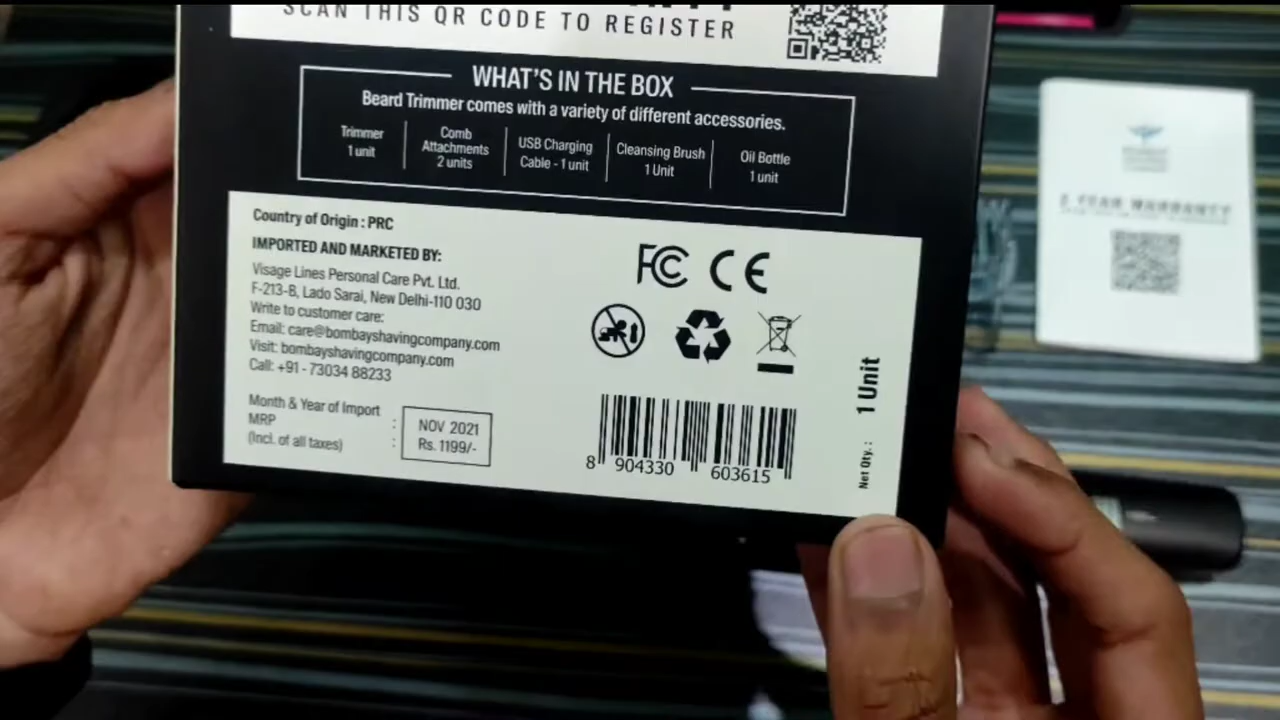 SCAN THIS QR CODE TO REGISTER
WHAT'S IN THE BOX
Beard Trimmer comes with a variety of different accessories.
Trimmer
1 unit
Comb
Attachments
2 units
USB Charging
Cable - 1 unit
Cleansing Brush
1 Unit
Oil Bottle
1 unit
Country of Origin : PRC
IMPORTED AND MARKETED BY:
Visage Lines Personal Care Pvt. Ltd.
F-213-B, Lado Sarai, New Delhi-110 030
Write to customer care:
Email: care@bombayshavingcompany.com
Visit: bombayshavingcompany.com
Call: +91 - 73034 88233
Month & Year of Import : NOV 2021
MRP : Rs. 1199/-
(Incl. of all taxes)
FC CE
8 904330 603615
Net Qty. : 1 Unit
2 YEAR WARRANTY